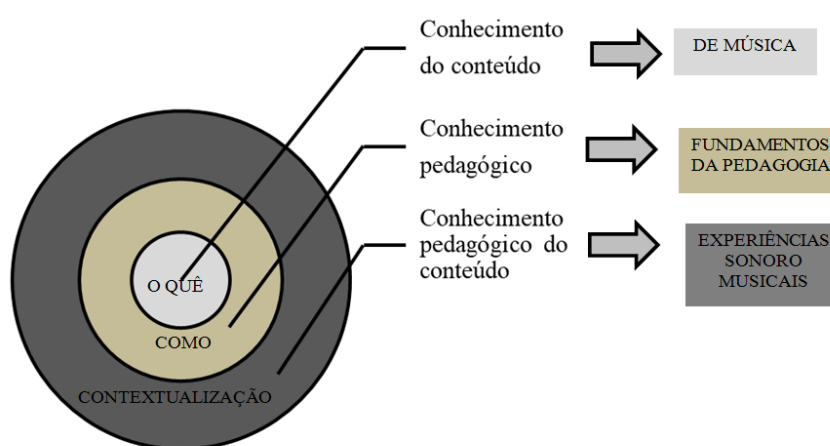 Conhecimento
do conteúdo
DE MÚSICA
Conhecimento
pedagógico
FUNDAMENTOS
DA PEDAGOGIA
Conhecimento
pedagógico do
conteúdo
EXPERIÊNCIAS
SONORO
MUSICAIS
O QUÊ
COMO
CONTEXTUALIZAÇÃO